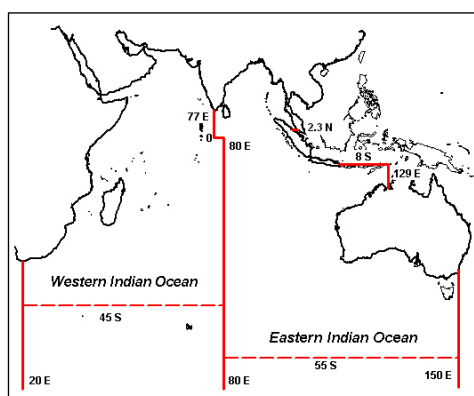 77 E
2.3 N
0
80 E
8 S
129 E
Western Indian Ocean
45 S
Eastern Indian Ocean
55 S
20 E
80 E
150 E